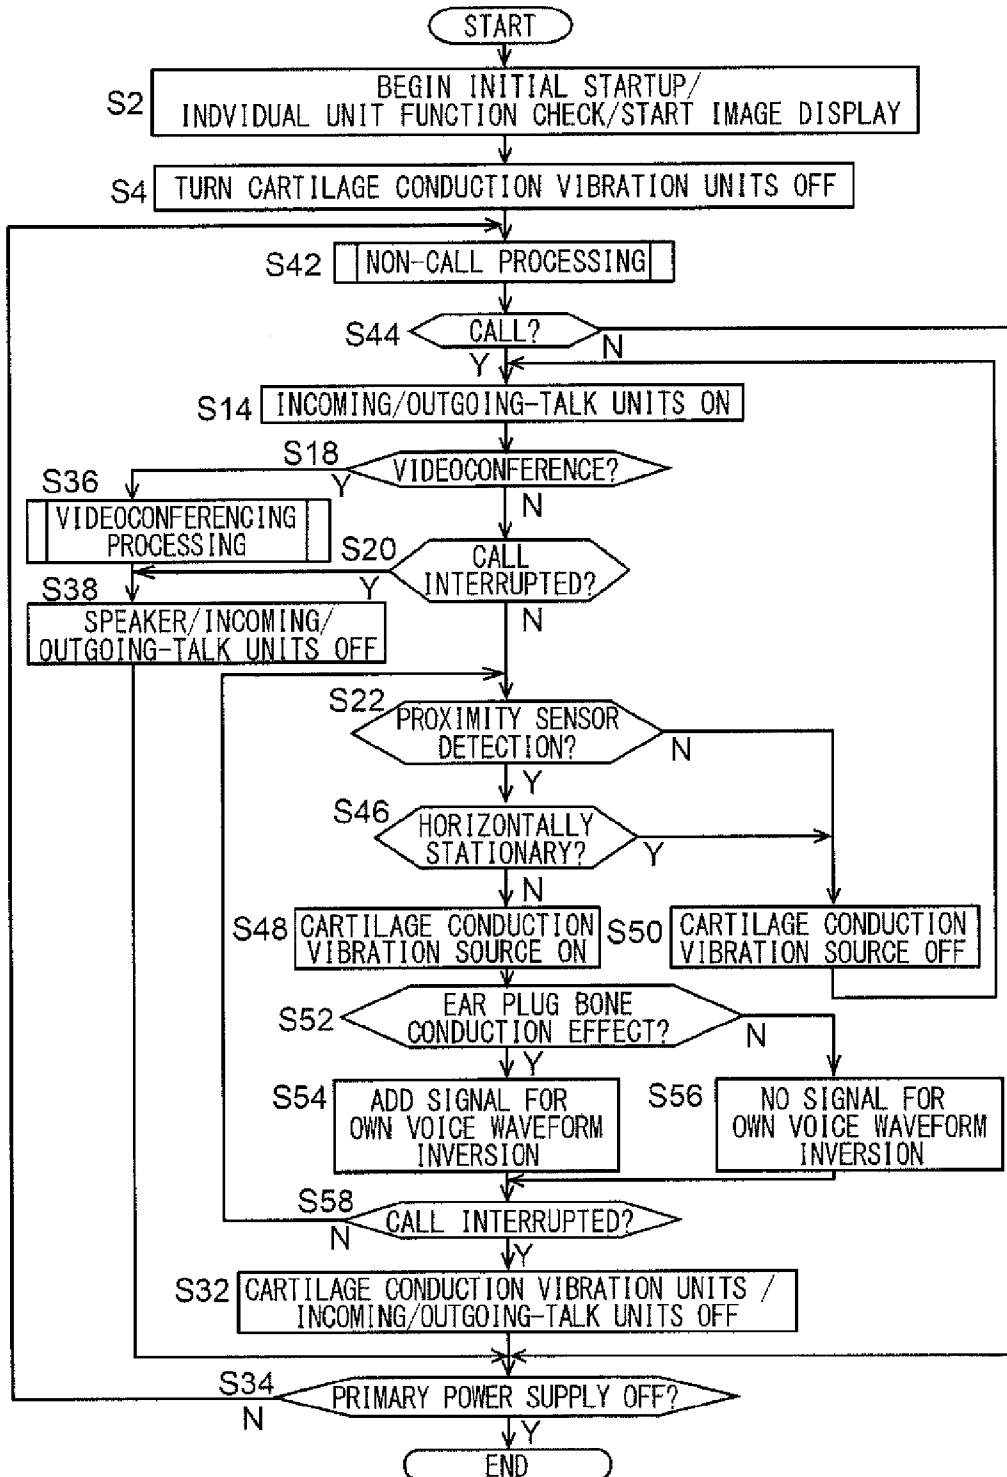 START
S2
BEGIN INITIAL STARTUP/
INDVIDUAL UNIT FUNCTION CHECK/START IMAGE DISPLAY
S4
TURN CARTILAGE CONDUCTION VIBRATION UNITS OFF
S42
NON-CALL PROCESSING
S44
CALL?
N
Y
S14
INCOMING/OUTGOING-TALK UNITS ON
S18
VIDEOCONFERENCE?
Y
N
S36
VIDEOCONFERENCING
PROCESSING
S20
CALL
INTERRUPTED?
Y
N
S38
SPEAKER/INCOMING/
OUTGOING-TALK UNITS OFF
S22
PROXIMITY SENSOR
DETECTION?
N
Y
S46
HORIZONTALLY
STATIONARY?
Y
N
S48
CARTILAGE CONDUCTION
VIBRATION SOURCE ON
S50
CARTILAGE CONDUCTION
VIBRATION SOURCE OFF
S52
EAR PLUG BONE
CONDUCTION EFFECT?
N
Y
S54
ADD SIGNAL FOR
OWN VOICE WAVEFORM
INVERSION
S56
NO SIGNAL FOR
OWN VOICE WAVEFORM
INVERSION
S58
CALL INTERRUPTED?
N
Y
S32
CARTILAGE CONDUCTION VIBRATION UNITS /
INCOMING/OUTGOING-TALK UNITS OFF
S34
PRIMARY POWER SUPPLY OFF?
N
Y
END